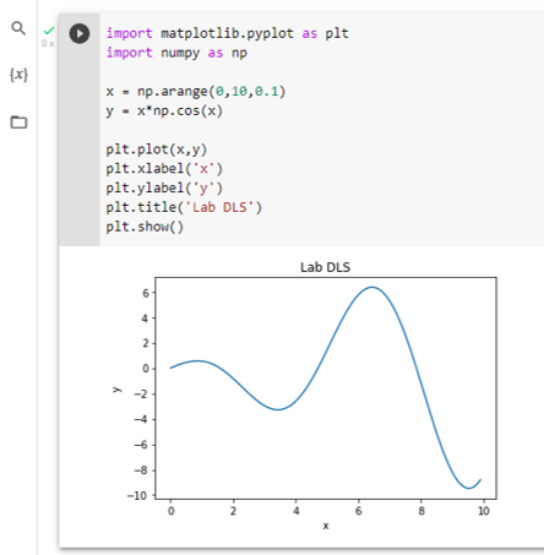 import matplotlib.pyplot as plt
import numpy as np
x = np.arange(0,10,0.1)
y = x*np.cos(x)
plt.plot(x,y)
plt.xlabel('x')
plt.ylabel('y')
plt.title('Lab DLS')
plt.show()
{x}
0 s
Lab DLS
6
4
2
0
−2
−4
−6
−8
−10
y
0 2 4 6 8 10
x